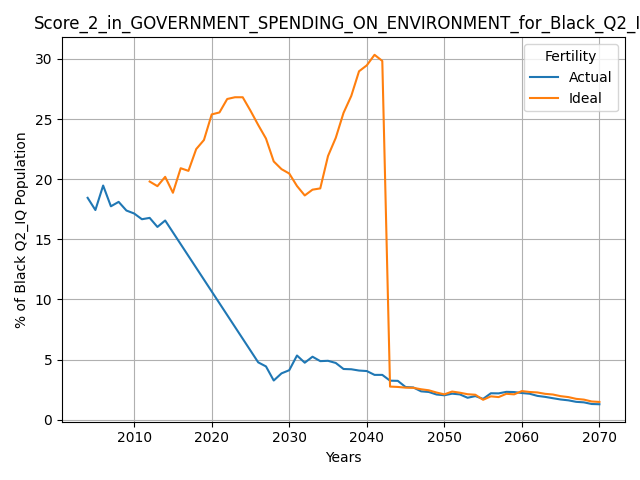 Score_2_in_GOVERNMENT_SPENDING_ON_ENVIRONMENT_for_Black_Q2_I
Fertility
Actual
Ideal
% of Black Q2_IQ Population
30
25
20
15
10
5
0
2010 2020 2030 2040 2050 2060 2070
Years